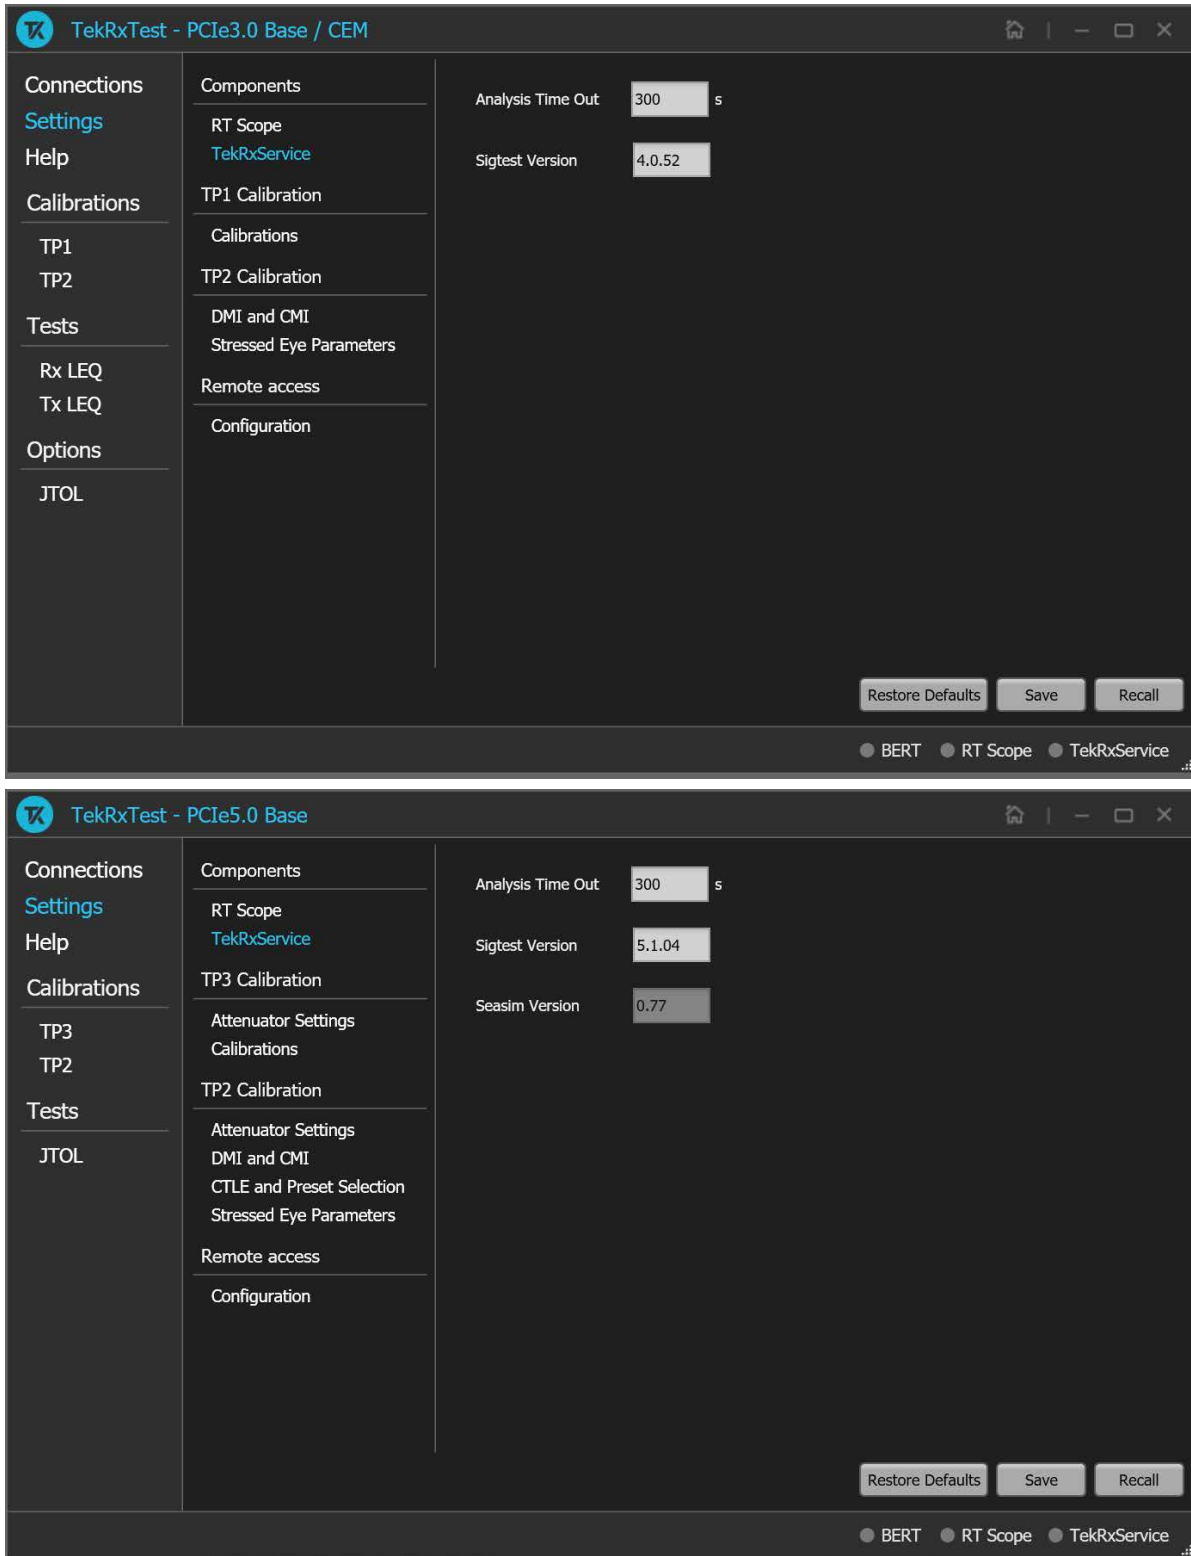 TekRxTest - PCIe3.0 Base / CEM
Connections
Settings
Help
Calibrations
TP1
TP2
Tests
Rx LEQ
Tx LEQ
Options
JTOL
Components
RT Scope
TekRxService
TP1 Calibration
Calibrations
TP2 Calibration
DMI and CMI
Stressed Eye Parameters
Remote access
Configuration
Analysis Time Out 300 s
Sigtest Version 4.0.52
Restore Defaults Save Recall
BERT RT Scope TekRxService
TekRxTest - PCIe5.0 Base
Connections
Settings
Help
Calibrations
TP3
TP2
Tests
JTOL
Components
RT Scope
TekRxService
TP3 Calibration
Attenuator Settings
Calibrations
TP2 Calibration
Attenuator Settings
DMI and CMI
CTLE and Preset Selection
Stressed Eye Parameters
Remote access
Configuration
Analysis Time Out 300 s
Sigtest Version 5.1.04
Seasim Version 0.77
Restore Defaults Save Recall
BERT RT Scope TekRxService